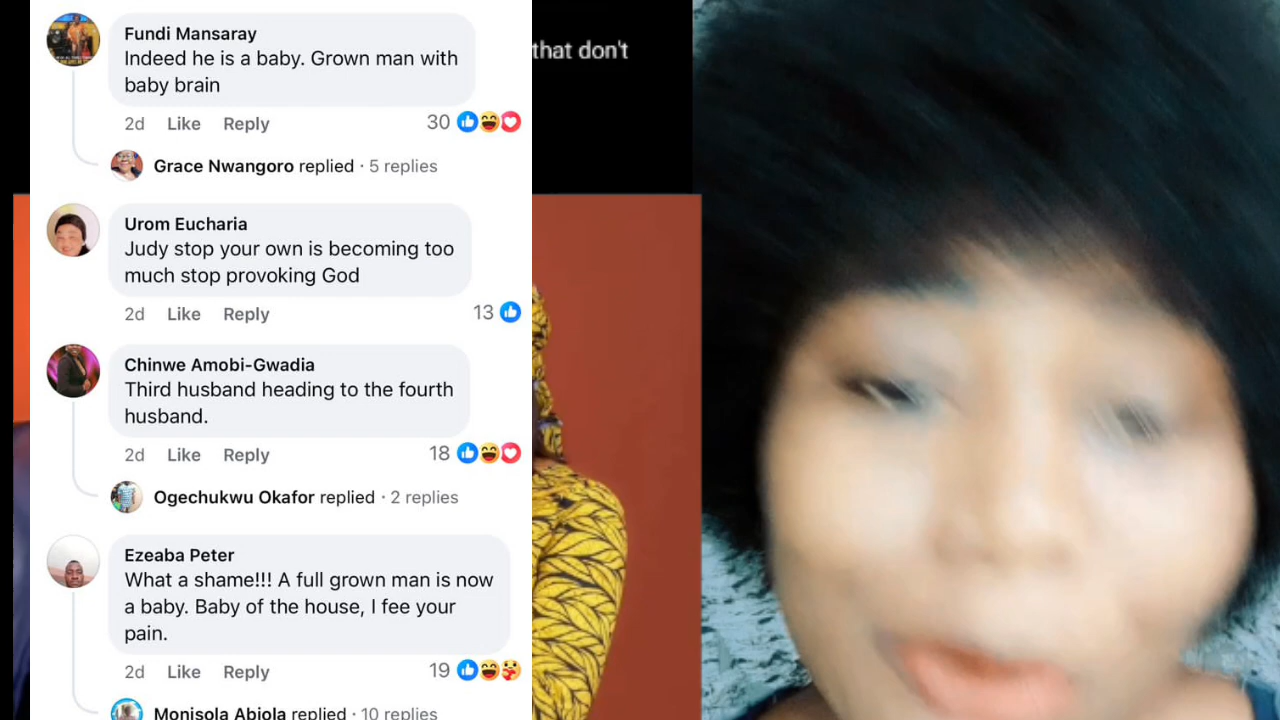 Fundi Mansaray
Indeed he is a baby. Grown man with
baby brain
2d Like Reply 30
Grace Nwangoro replied · 5 replies
Urom Eucharia
Judy stop your own is becoming too
much stop provoking God
2d Like Reply 13
Chinwe Amobi-Gwadia
Third husband heading to the fourth
husband.
2d Like Reply 18
Ogechukwu Okafor replied · 2 replies
Ezeaba Peter
What a shame!!! A full grown man is now
a baby. Baby of the house, I fee your
pain.
2d Like Reply 19
Monisola Abiola replied · 10 replies
that don't